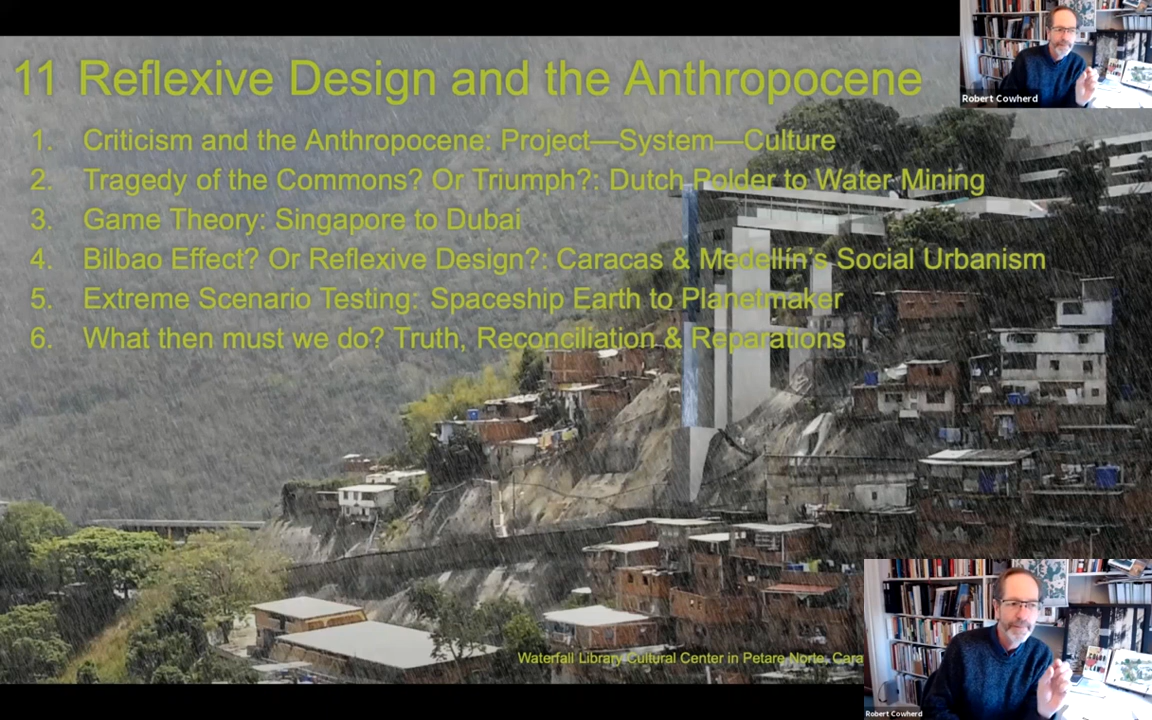 11 Reflexive Design and the Anthropocene
1. Criticism and the Anthropocene: Project—System—Culture
2. Tragedy of the Commons? Or Triumph?: Dutch Polder to Water Mining
3. Game Theory: Singapore to Dubai
4. Bilbao Effect? Or Reflexive Design?: Caracas & Medellín's Social Urbanism
5. Extreme Scenario Testing: Spaceship Earth to Planetmaker
6. What then must we do? Truth, Reconciliation & Reparations
Waterfall Library Cultural Center in Petare Norte, Cara
Robert Cowherd
Robert Cowherd